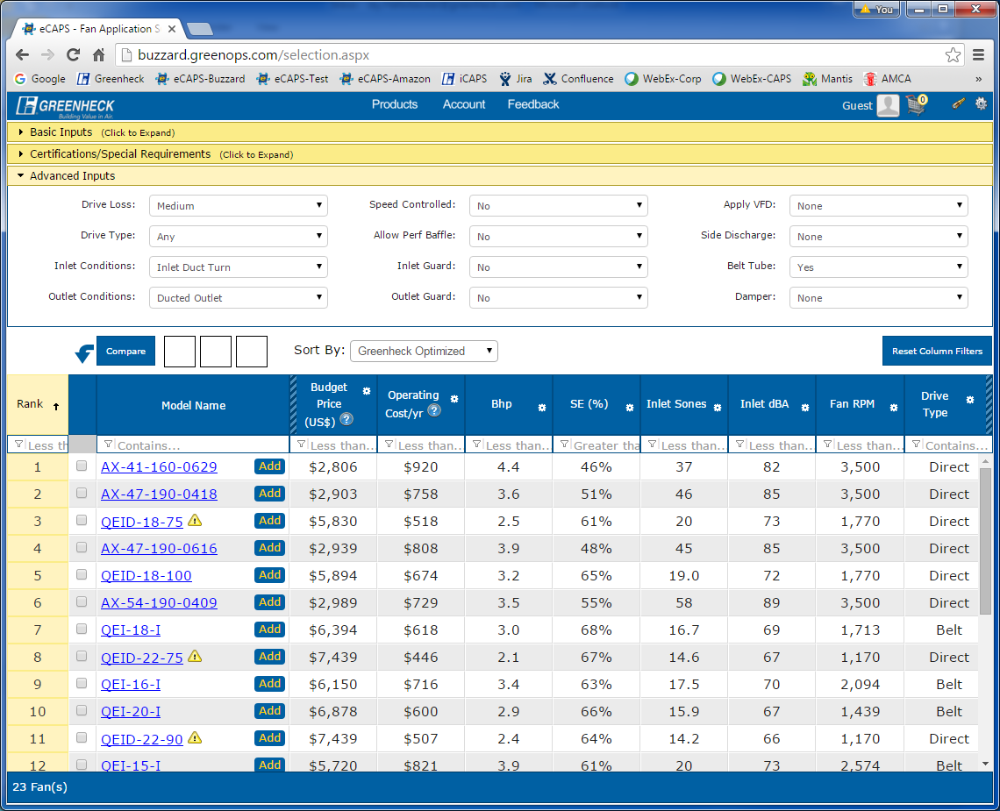 You
eCAPS - Fan Application S
buzzard.greenops.com/selection.aspx
Google Greenheck eCAPS-Buzzard eCAPS-Test eCAPS-Amazon iCAPS Jira Confluence WebEx-Corp WebEx-CAPS Mantis AMCA »
GREENHECK Products Account Feedback Guest 0
Building Value in Air.
Basic Inputs (Click to Expand)
Certifications/Special Requirements (Click to Expand)
Advanced Inputs
Drive Loss: Medium Speed Controlled: No Apply VFD: None
Drive Type: Any Allow Perf Baffle: No Side Discharge: None
Inlet Conditions: Inlet Duct Turn Inlet Guard: No Belt Tube: Yes
Outlet Conditions: Ducted Outlet Outlet Guard: No Damper: None
Compare Sort By: Greenheck Optimized Reset Column Filters
Rank Model Name Budget Price (US$) ? Operating Cost/yr ? Bhp SE (%) Inlet Sones Inlet dBA Fan RPM Drive Type
Less th Contains... Less than.. Less than.. Less than.. Greater tha Less than.. Less than.. Less than.. Contains...
1 AX-41-160-0629 Add $2,806 $920 4.4 46% 37 82 3,500 Direct
2 AX-47-190-0418 Add $2,903 $758 3.6 51% 46 85 3,500 Direct
3 QEID-18-75 Add $5,830 $518 2.5 61% 20 73 1,770 Direct
4 AX-47-190-0616 Add $2,939 $808 3.9 48% 45 85 3,500 Direct
5 QEID-18-100 Add $5,894 $674 3.2 65% 19.0 72 1,770 Direct
6 AX-54-190-0409 Add $2,989 $729 3.5 55% 58 89 3,500 Direct
7 QEI-18-I Add $6,394 $618 3.0 68% 16.7 69 1,713 Belt
8 QEID-22-75 Add $7,439 $446 2.1 67% 14.6 67 1,170 Direct
9 QEI-16-I Add $6,150 $716 3.4 63% 17.5 70 2,094 Belt
10 QEI-20-I Add $6,878 $600 2.9 66% 15.9 67 1,439 Belt
11 QEID-22-90 Add $7,439 $507 2.4 64% 14.2 66 1,170 Direct
12 QEI-15-I Add $5,720 $821 3.9 61% 20 73 2,574 Belt
23 Fan(s)